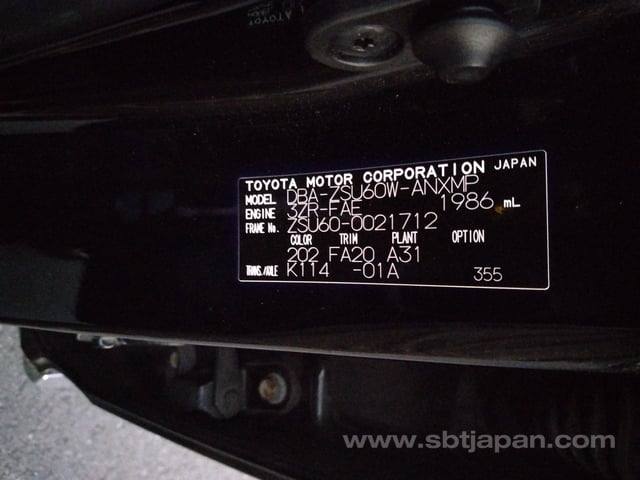 TOYOTA MOTOR CORPORATION JAPAN
MODEL DBA-ZSU60W-ANXMP
ENGINE 3ZR-FAE 1986 mL
FRAME No. ZSU60-0021712
COLOR TRIM PLANT OPTION
202 FA20 A31
TRANS./AXLE K114 -01A 355
www.sbtjapan.com